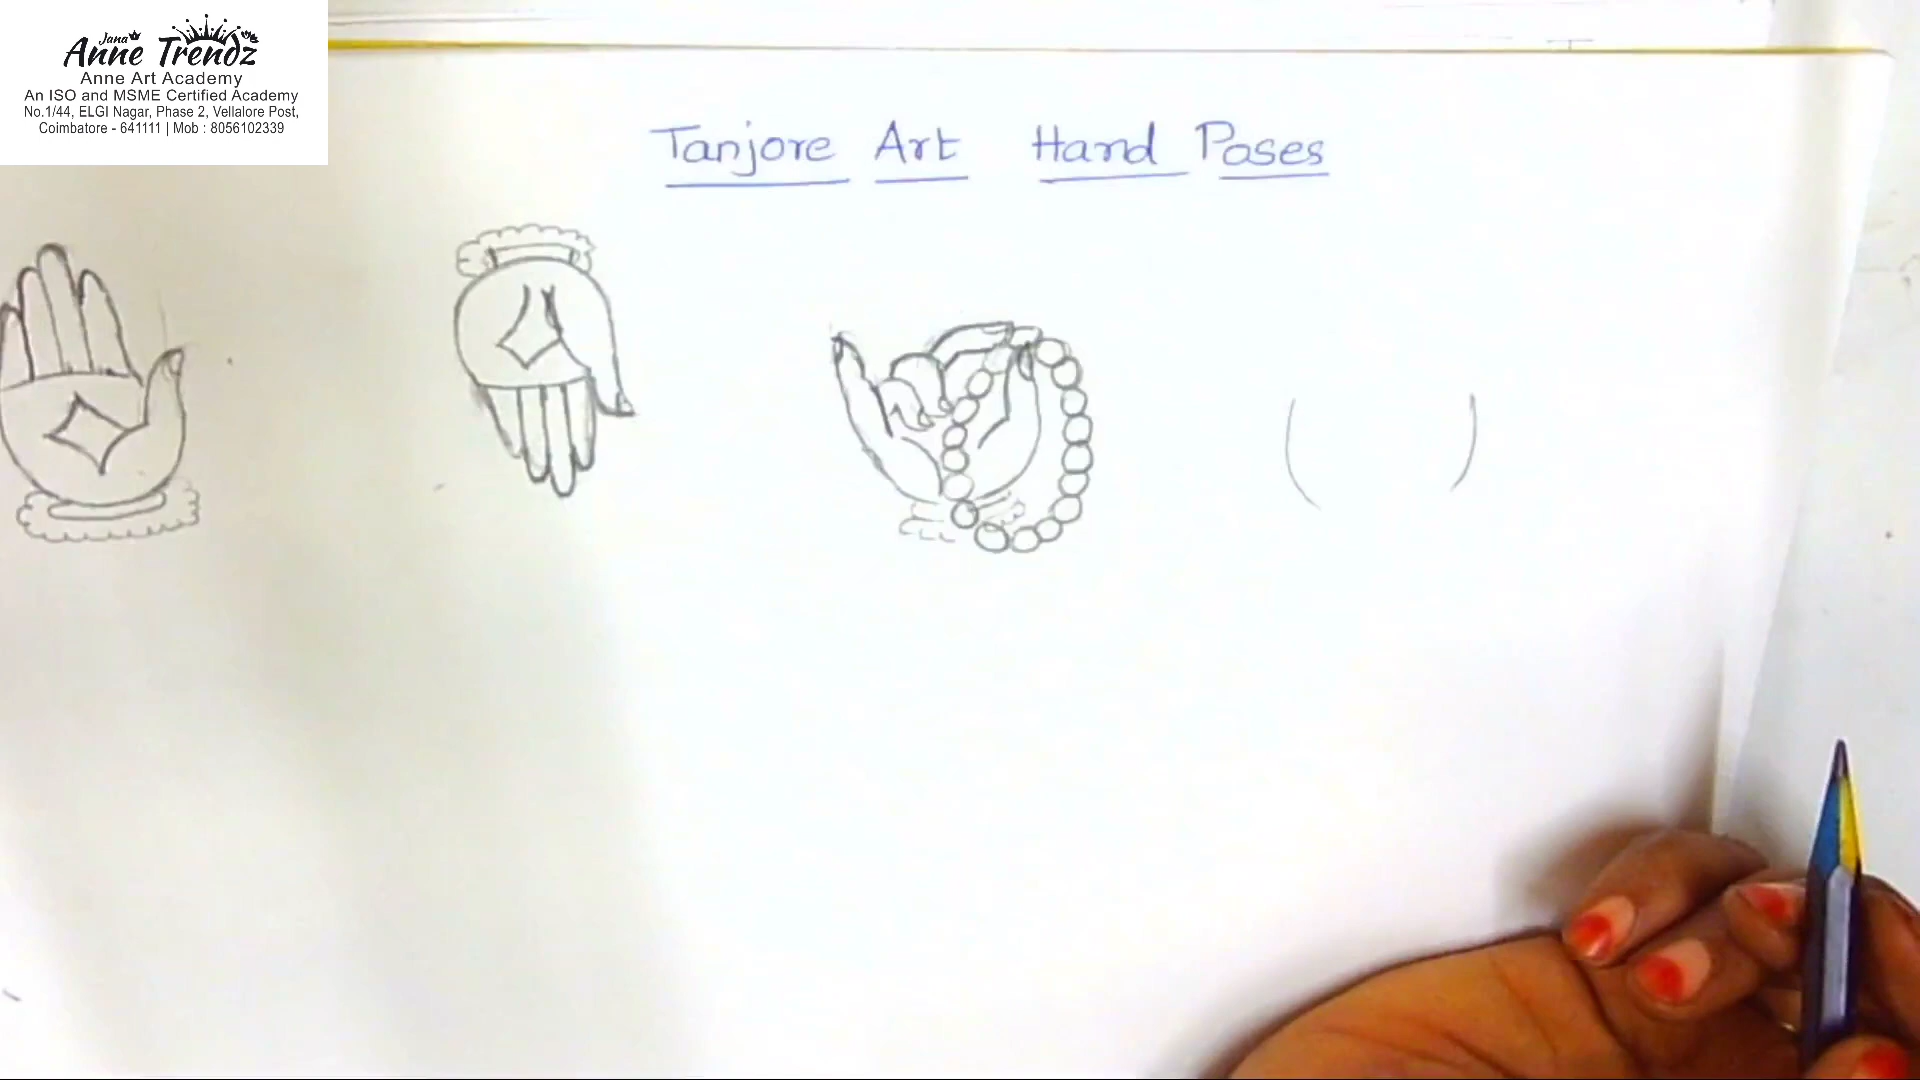 Jana
Anne Trendz
Anne Art Academy
An ISO and MSME Certified Academy
No.1/44, ELGI Nagar, Phase 2, Vellalore Post,
Coimbatore - 641111 | Mob : 8056102339
Tanjore Art Hand Poses